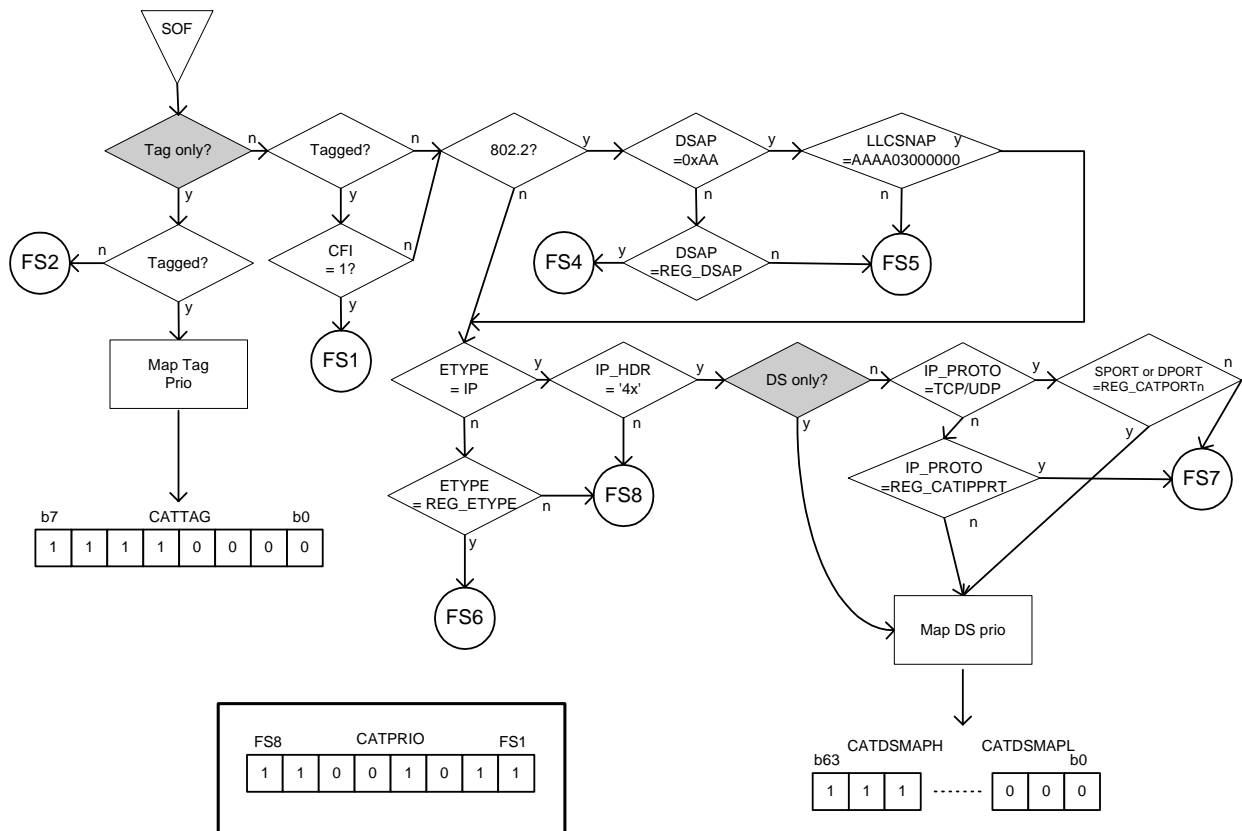 SOF
Tag only?
n
Tagged?
n
802.2?
y
DSAP
=0xAA
y
LLCSNAP
=AAAA03000000
y
y
y
n
n
n
FS2
n
Tagged?
CFI
= 1?
n
FS4
y
DSAP
=REG_DSAP
n
FS5
y
y
Map Tag
Prio
FS1
ETYPE
= IP
y
IP_HDR
= '4x'
y
DS only?
n
IP_PROTO
=TCP/UDP
y
SPORT or DPORT
=REG_CATPORTn
n
n
n
y
n
y
ETYPE
= REG_ETYPE
n
FS8
IP_PROTO
=REG_CATIPPRT
y
FS7
y
n
b7
CATTAG
b0
1 1 1 1 0 0 0 0
FS6
Map DS prio
FS8
CATPRIO
FS1
1 1 0 0 1 0 1 1
CATDSMAPH
CATDSMAPL
b63
b0
1 1 1
0 0 0